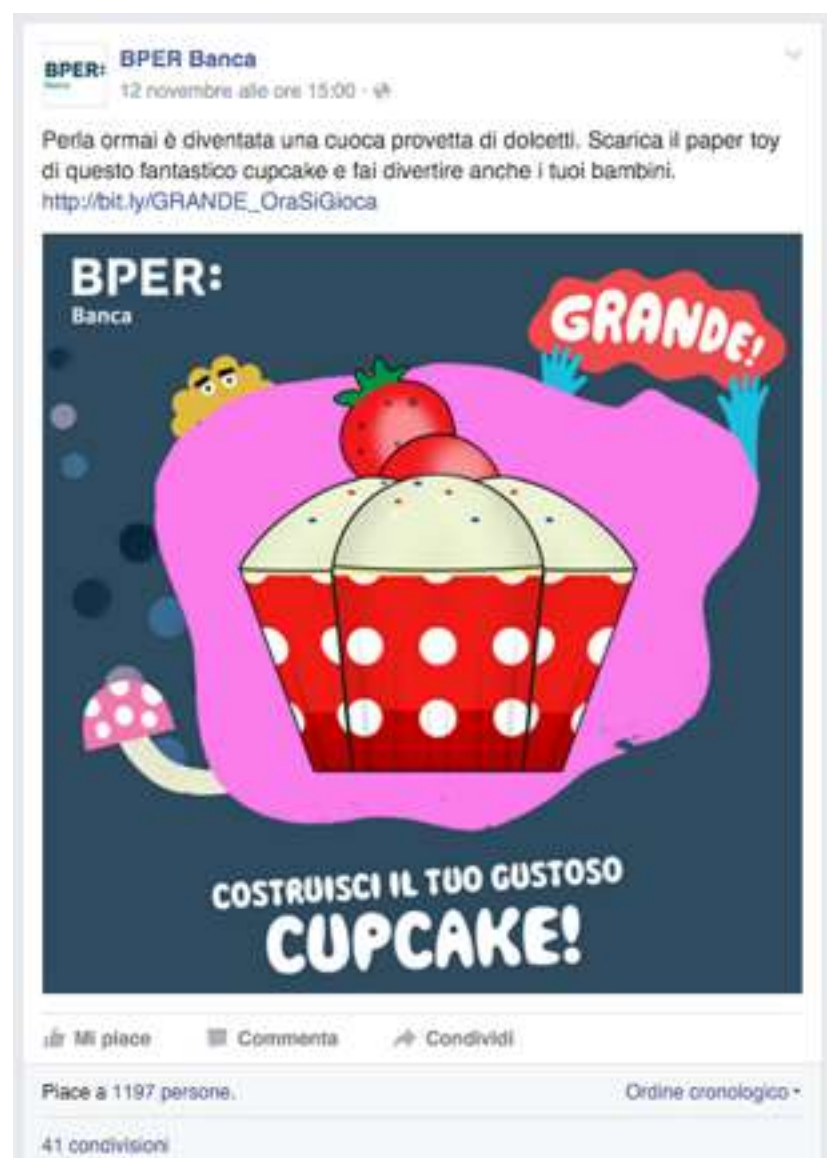 BPER:
Banca
BPER Banca
12 novembre alle ore 15:00 ·
Perla ormai è diventata una cuoca provetta di dolcetti. Scarica il paper toy
di questo fantastico cupcake e fai divertire anche i tuoi bambini.
http://bit.ly/GRANDE_OraSiGioca
BPER:
Banca
GRANDE!
COSTRUISCI IL TUO GUSTOSO
CUPCAKE!
Mi piace Commenta Condividi
Piace a 1197 persone. Ordine cronologico
41 condivisioni